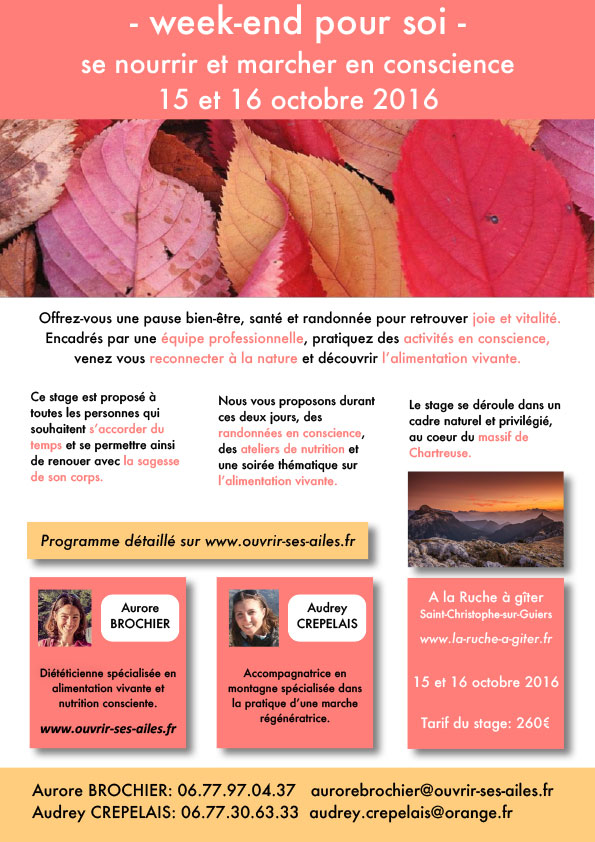 - week-end pour soi -
se nourrir et marcher en conscience
15 et 16 octobre 2016
Offrez-vous une pause bien-être, santé et randonnée pour retrouver joie et vitalité.
Encadrés par une équipe professionnelle, pratiquez des activités en conscience,
venez vous reconnecter à la nature et découvrir l'alimentation vivante.
Ce stage est proposé à
toutes les personnes qui
souhaitent s'accorder du
temps et se permettre ainsi
de renouer avec la sagesse
de son corps.
Nous vous proposons durant
ces deux jours, des
randonnées en conscience,
des ateliers de nutrition et
une soirée thématique sur
l'alimentation vivante.
Le stage se déroule dans un
cadre naturel et privilégié,
au coeur du massif de
Chartreuse.
Programme détaillé sur www.ouvrir-ses-ailes.fr
Aurore
BROCHIER
Diététicienne spécialisée en
alimentation vivante et
nutrition consciente.
www.ouvrir-ses-ailes.fr
Audrey
CREPELAIS
Accompagnatrice en
montagne spécialisée dans
la pratique d'une marche
régénératrice.
A la Ruche à gîter
Saint-Christophe-sur-Guiers
www.la-ruche-a-giter.fr
15 et 16 octobre 2016
Tarif du stage: 260€
Aurore BROCHIER: 06.77.97.04.37 aurorebrochier@ouvrir-ses-ailes.fr
Audrey CREPELAIS: 06.77.30.63.33 audrey.crepelais@orange.fr